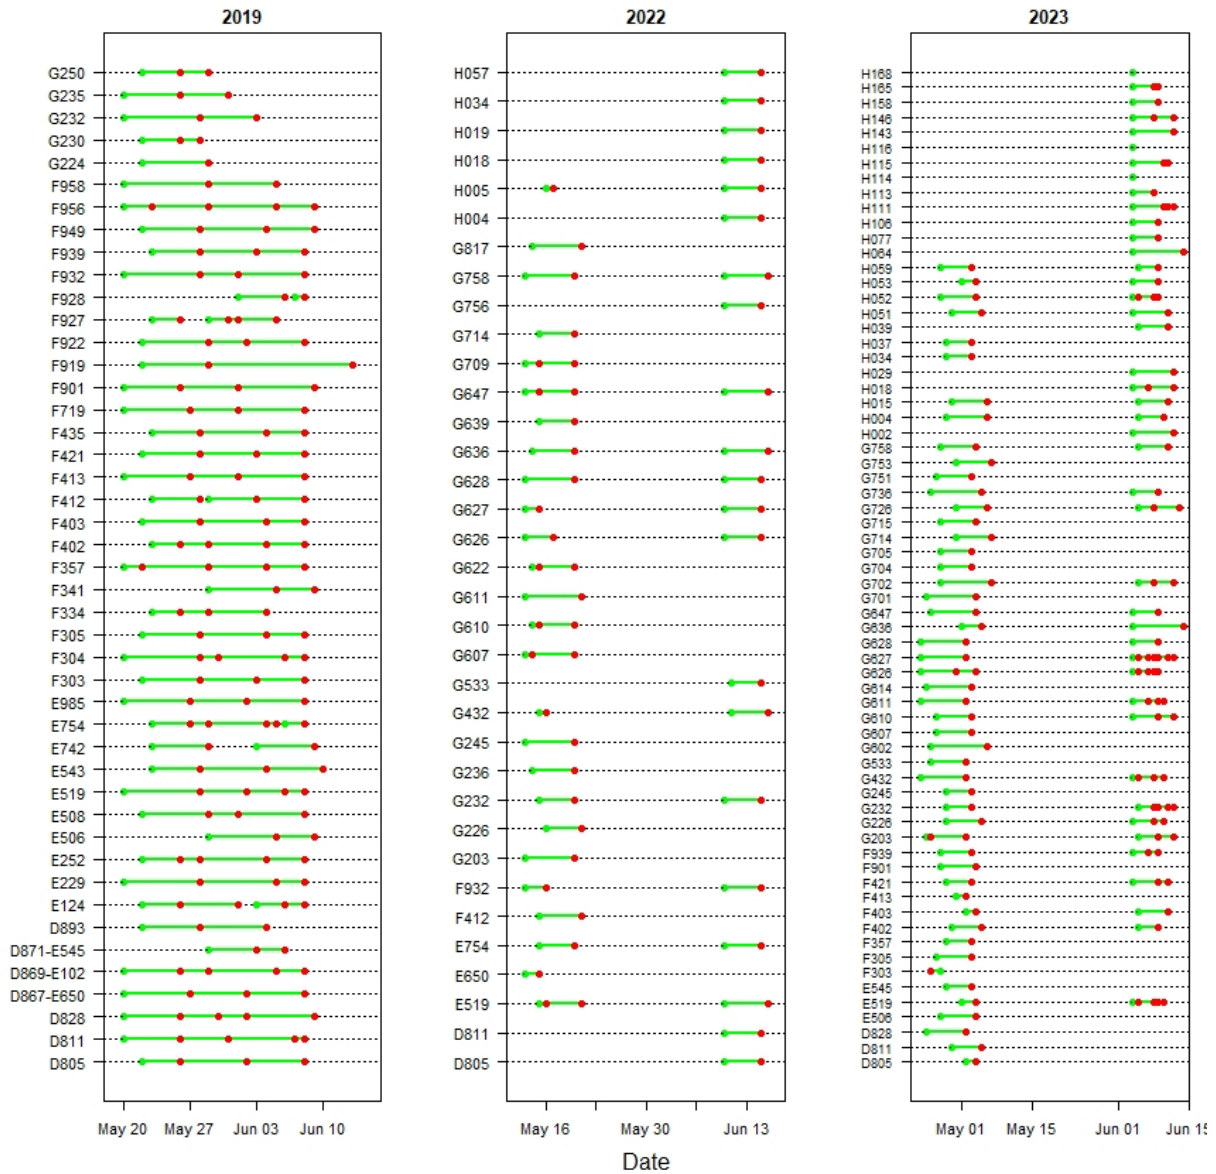 2019
G250
G235
G232
G230
G224
F958
F956
F949
F939
F932
F928
F927
F922
F919
F901
F719
F435
F421
F413
F412
F403
F402
F357
F341
F334
F305
F304
F303
E985
E754
E742
E543
E519
E508
E506
E252
E229
E124
D893
D871-E545
D869-E102
D867-E650
D828
D811
D805
May 20 May 27 Jun 03 Jun 10
2022
H057
H034
H019
H018
H005
H004
G817
G758
G756
G714
G709
G647
G639
G636
G628
G627
G626
G622
G611
G610
G607
G533
G432
G245
G236
G232
G226
G203
F932
F412
E754
E650
E519
D811
D805
May 16 May 30 Jun 13
Date
2023
H168
H165
H158
H146
H143
H116
H115
H114
H113
H111
H106
H077
H064
H059
H053
H052
H051
H039
H037
H034
H029
H018
H015
H004
H002
G758
G753
G751
G736
G726
G715
G714
G705
G704
G702
G701
G647
G636
G628
G627
G626
G614
G611
G610
G607
G602
G533
G432
G245
G232
G226
G203
F939
F901
F421
F413
F403
F402
F357
F305
F303
E545
E519
E506
D828
D811
D805
May 01 May 15 Jun 01 Jun 15